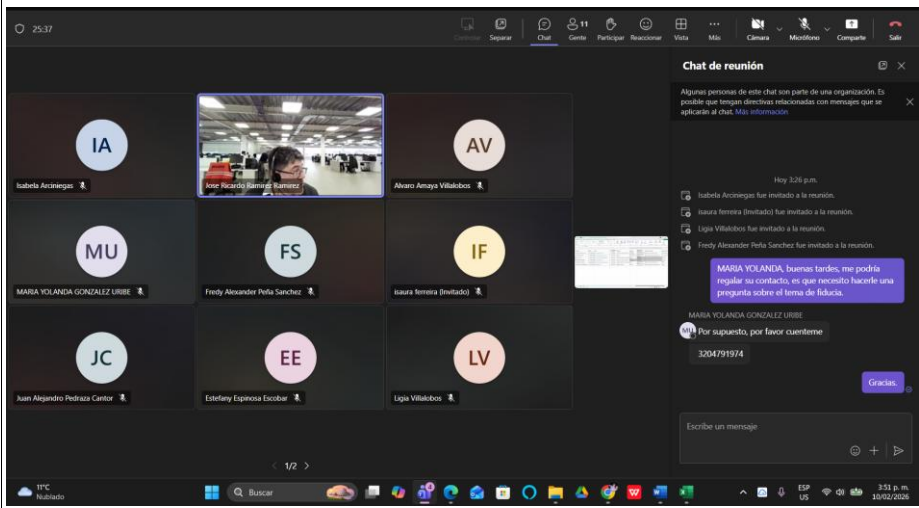 25:37
Controlar
Separar
Chat
11
Gente
Participar
Reaccionar
Vista
Más
Cámara
Micrófono
Comparte
Salir
IA
Isabela Arciniegas
Jose Ricardo Ramirez Ramirez
AV
Alvaro Amaya Villalobos
MU
MARIA YOLANDA GONZALEZ URIBE
FS
Fredy Alexander Peña Sanchez
IF
isaura ferreira (Invitado)
JC
Juan Alejandro Pedraza Cantor
EE
Estefany Espinosa Escobar
LV
Ligia Villalobos
1/2
Chat de reunión
Algunas personas de este chat son parte de una organización. Es
posible que tengan directivas relacionadas con mensajes que se
aplicarán al chat. Más información
Hoy 3:26 p.m.
Isabela Arciniegas fue invitado a la reunión.
isaura ferreira (Invitado) fue invitado a la reunión.
Ligia Villalobos fue invitado a la reunión.
Fredy Alexander Peña Sanchez fue invitado a la reunión.
MARIA YOLANDA, buenas tardes, me podría
regalar su contacto, es que necesito hacerle una
pregunta sobre el tema de fiducia.
MARIA YOLANDA GONZALEZ URIBE
MU
Por supuesto, por favor cuenteme
3204791974
Gracias.
Escribe un mensaje
11°C
Nublado
Buscar
ESP
US
3:51 p. m.
10/02/2026